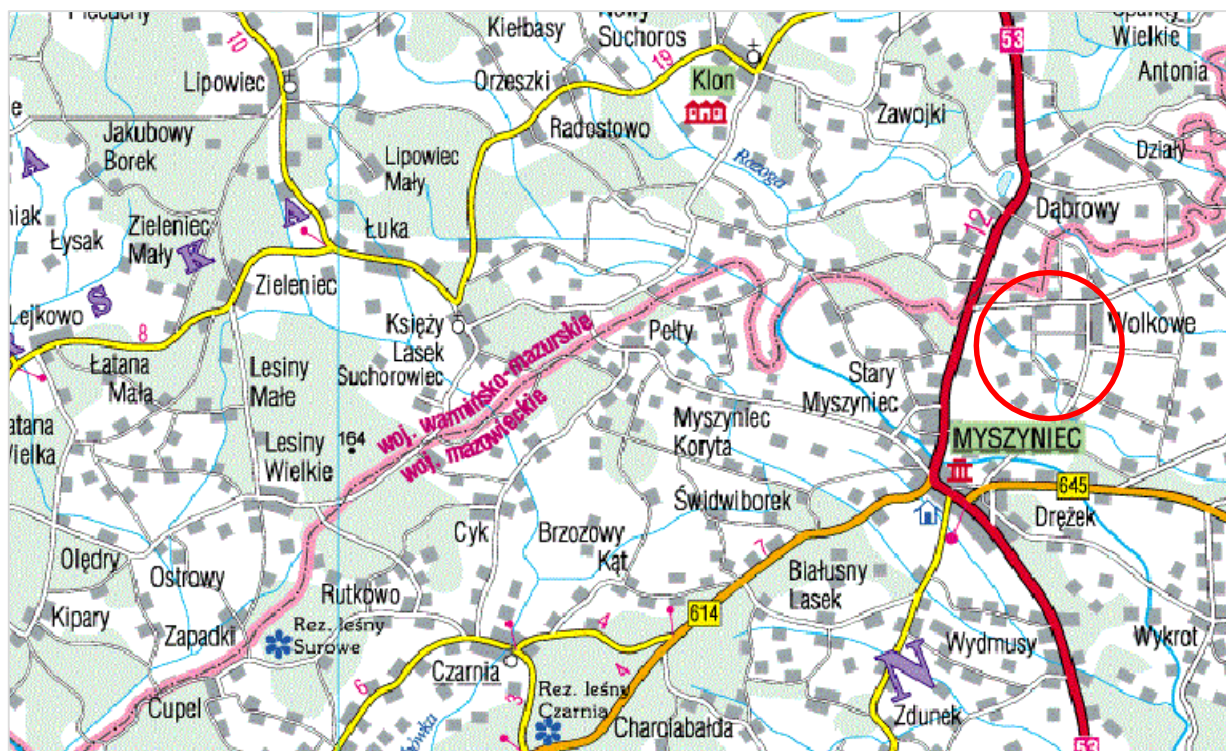 10
Lipowiec
Kiełbasy
Suchoros
Orzeszki
19
Klon
53
Wielkie
Antonia
Zawojki
Jakubowy
Borek
Radostowo
Lipowiec
Mały
Rozoga
Działy
A
Łysak
Zieleniec
Mały
K
A
Łuka
12
Dąbrowy
S
Zieleniec
Lejkowo
8
Księży
Lasek
Pełty
Wolkowe
Łatana
Mała
Lesiny
Małe
Suchorowiec
woj. warmińsko-mazurskie
woj. mazowieckie
Stary
Myszyniec
Myszyniec
Koryta
MYSZYNIEC
Lesiny
Wielkie
164
Świdwiborek
645
Drężek
Cyk
Brzozowy
Kąt
7
Olędry
Ostrowy
Rutkowo
Białusny
Lasek
614
Kipary
Zapadki
Rez. leśny
Surowe
4
Wydmusy
Wykrot
Czarnia
4
6
3
Rez. leśny
Czarnia
N
Cupel
Charciabałda
Zdunek
53